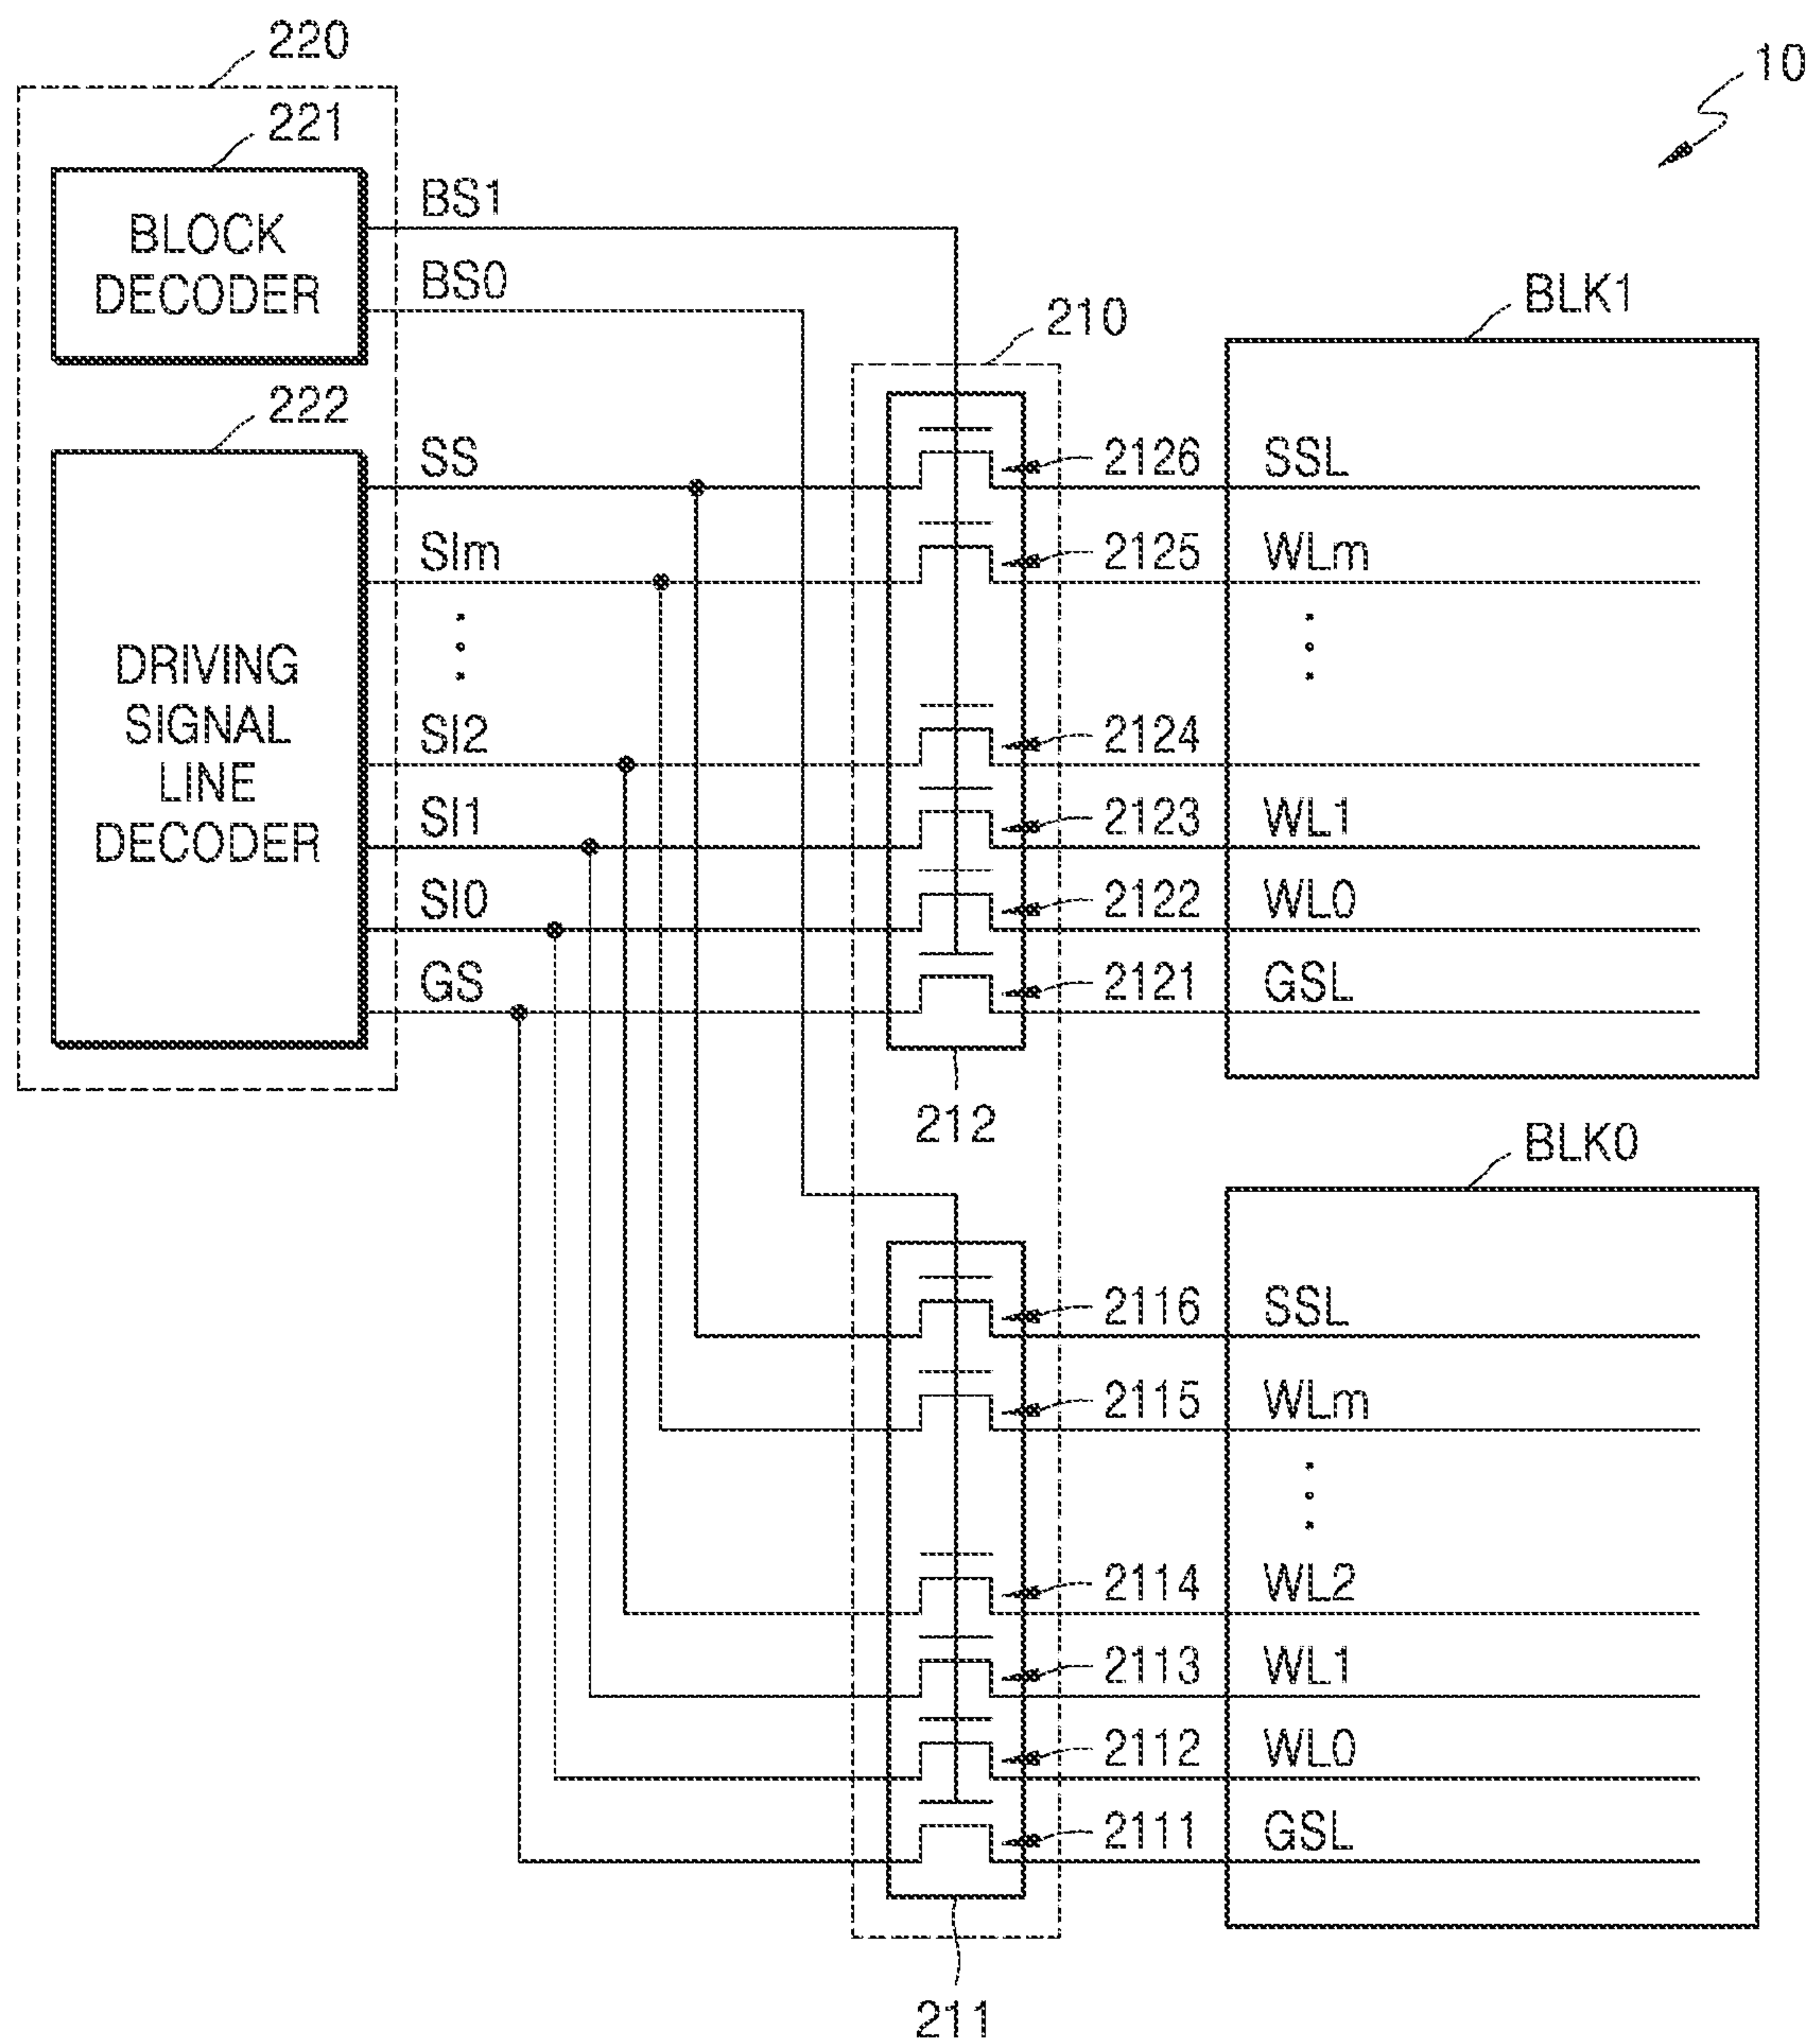 220
10
221
BLOCK
DECODER
BS1
BS0
210
BLK1
222
DRIVING
SIGNAL
LINE
DECODER
SS
2126
SSL
SIm
2125
WLm
SI2
2124
SI1
2123
WL1
SI0
2122
WL0
GS
2121
GSL
212
BLK0
2116
SSL
2115
WLm
2114
WL2
2113
WL1
2112
WL0
2111
GSL
211